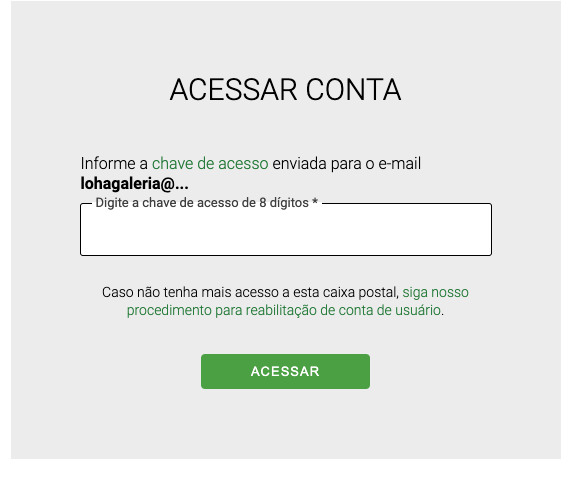 ACESSAR CONTA
Informe a chave de acesso enviada para o e-mail
lohagaleria@...
Digite a chave de acesso de 8 dígitos *
Caso não tenha mais acesso a esta caixa postal, siga nosso
procedimento para reabilitação de conta de usuário.
ACESSAR